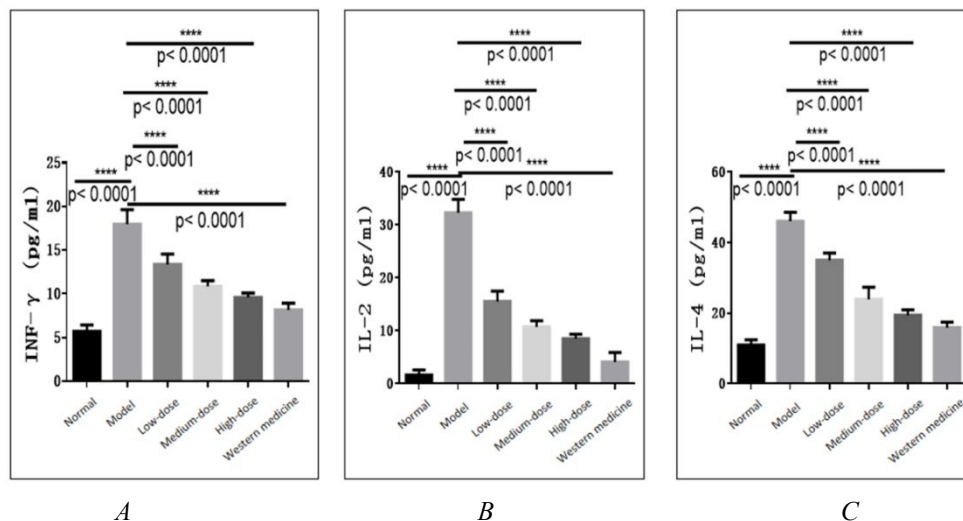 ****
p< 0.0001
****
p< 0.0001
****
p< 0.0001
****
p< 0.0001
****
p< 0.0001
INF-γ (pg/ml)
25
20
15
10
5
0
Normal
Model
Low-dose
Medium-dose
High-dose
Western medicine
A
****
p< 0.0001
****
p< 0.0001
****
p< 0.0001
****
p< 0.0001
****
p< 0.0001
IL-2 (pg/ml)
40
30
20
10
0
Normal
Model
Low-dose
Medium-dose
High-dose
Western medicine
B
****
p< 0.0001
****
p< 0.0001
****
p< 0.0001
****
p< 0.0001
****
p< 0.0001
IL-4 (pg/ml)
60
40
20
0
Normal
Model
Low-dose
Medium-dose
High-dose
Western medicine
C